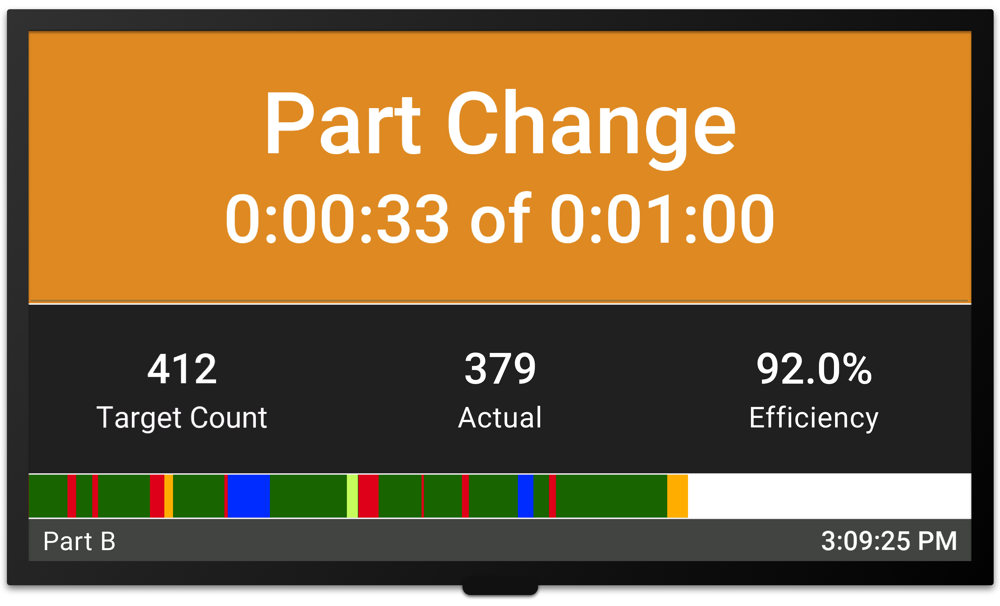 Part Change
0:00:33 of 0:01:00
412
Target Count
379
Actual
92.0%
Efficiency
Part B
3:09:25 PM